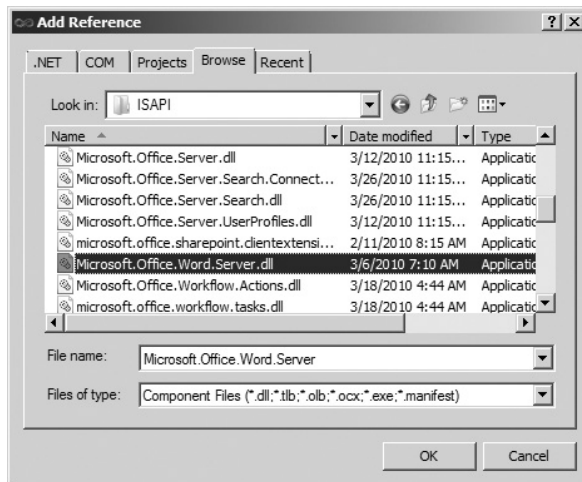 Add Reference
.NET COM Projects Browse Recent
Look in: ISAPI
Name Date modified Type
Microsoft.Office.Server.dll 3/12/2010 11:15... Applicatic
Microsoft.Office.Server.Search.Connect... 3/26/2010 11:15... Applicatic
Microsoft.Office.Server.Search.dll 3/26/2010 11:15... Applicatic
Microsoft.Office.Server.UserProfiles.dll 3/12/2010 11:15... Applicatic
microsoft.office.sharepoint.clientextensi... 2/11/2010 8:15 AM Applicatic
Microsoft.Office.Word.Server.dll 3/6/2010 7:10 AM Applicatic
Microsoft.Office.Workflow.Actions.dll 3/18/2010 4:44 AM Applicatic
microsoft.office.workflow.tasks.dll 3/18/2010 4:44 AM Applicatic
File name: Microsoft.Office.Word.Server
Files of type: Component Files (*.dll;*.tlb;*.olb;*.ocx;*.exe;*.manifest)
OK Cancel